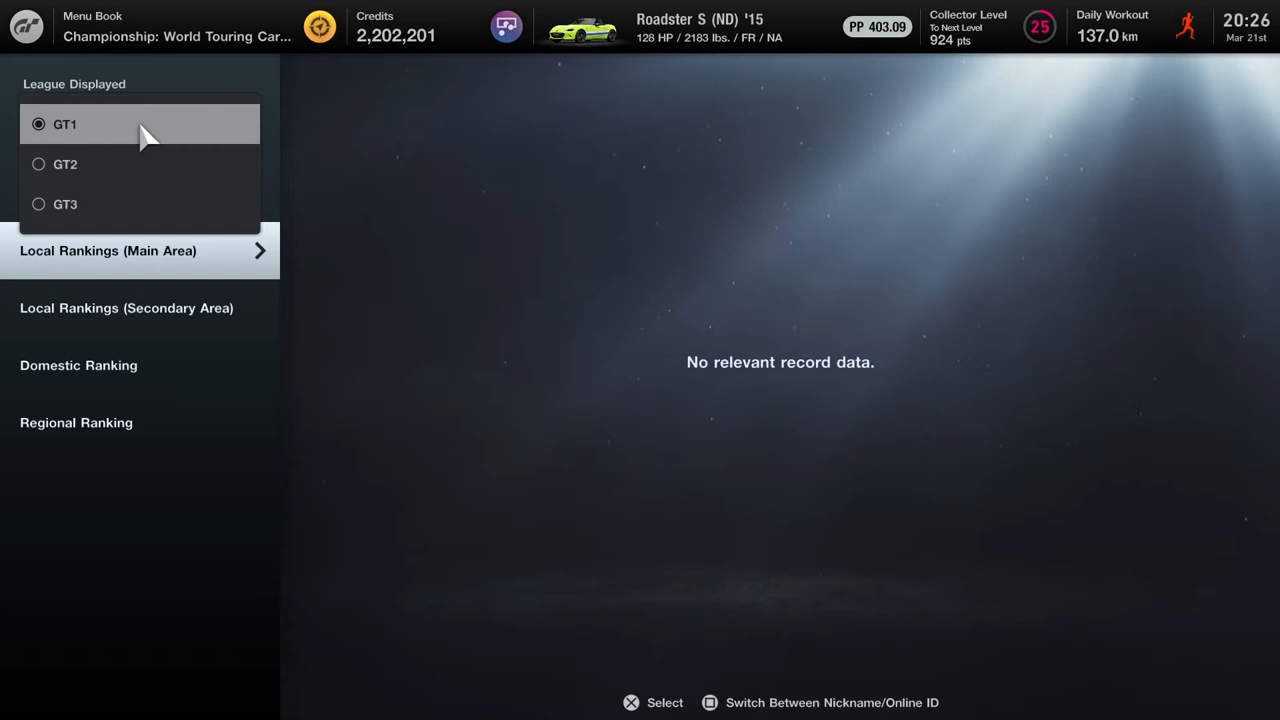 Menu Book
Championship: World Touring Car...
Credits
2,202,201
Roadster S (ND) '15
128 HP / 2183 lbs. / FR / NA
PP 403.09
Collector Level
To Next Level
924 pts
25
Daily Workout
137.0 km
20:26
Mar 21st
League Displayed
GT1
GT2
GT3
Local Rankings (Main Area)
Local Rankings (Secondary Area)
Domestic Ranking
Regional Ranking
No relevant record data.
Select
Switch Between Nickname/Online ID